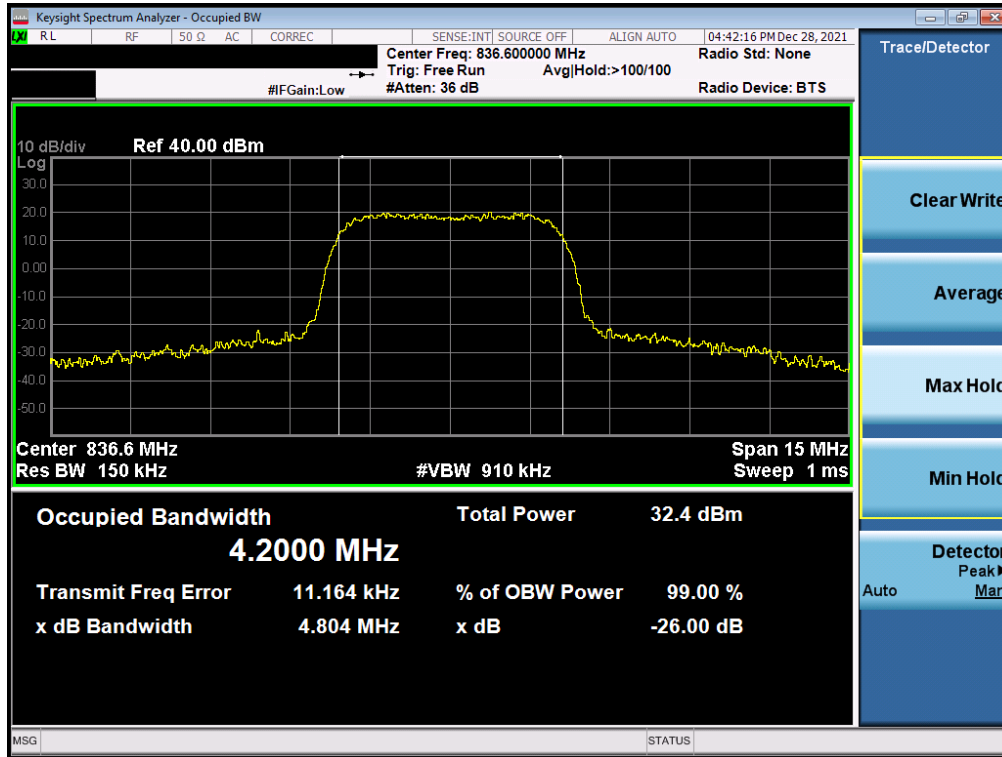 Keysight Spectrum Analyzer - Occupied BW
LXI RL RF 50 Ω AC CORREC SENSE:INT SOURCE OFF ALIGN AUTO 04:42:16 PM Dec 28, 2021
Center Freq: 836.600000 MHz Radio Std: None
Trig: Free Run Avg|Hold:>100/100
#IFGain:Low #Atten: 36 dB Radio Device: BTS
Trace/Detector
10 dB/div Ref 40.00 dBm
Log
30.0
20.0
10.0
0.00
-10.0
-20.0
-30.0
-40.0
-50.0
Center 836.6 MHz Span 15 MHz
Res BW 150 kHz #VBW 910 kHz Sweep 1 ms
Occupied Bandwidth Total Power 32.4 dBm
4.2000 MHz
Transmit Freq Error 11.164 kHz % of OBW Power 99.00 %
x dB Bandwidth 4.804 MHz x dB -26.00 dB
Clear Write
Average
Max Hold
Min Hold
Detector
Peak
Auto Man
MSG STATUS